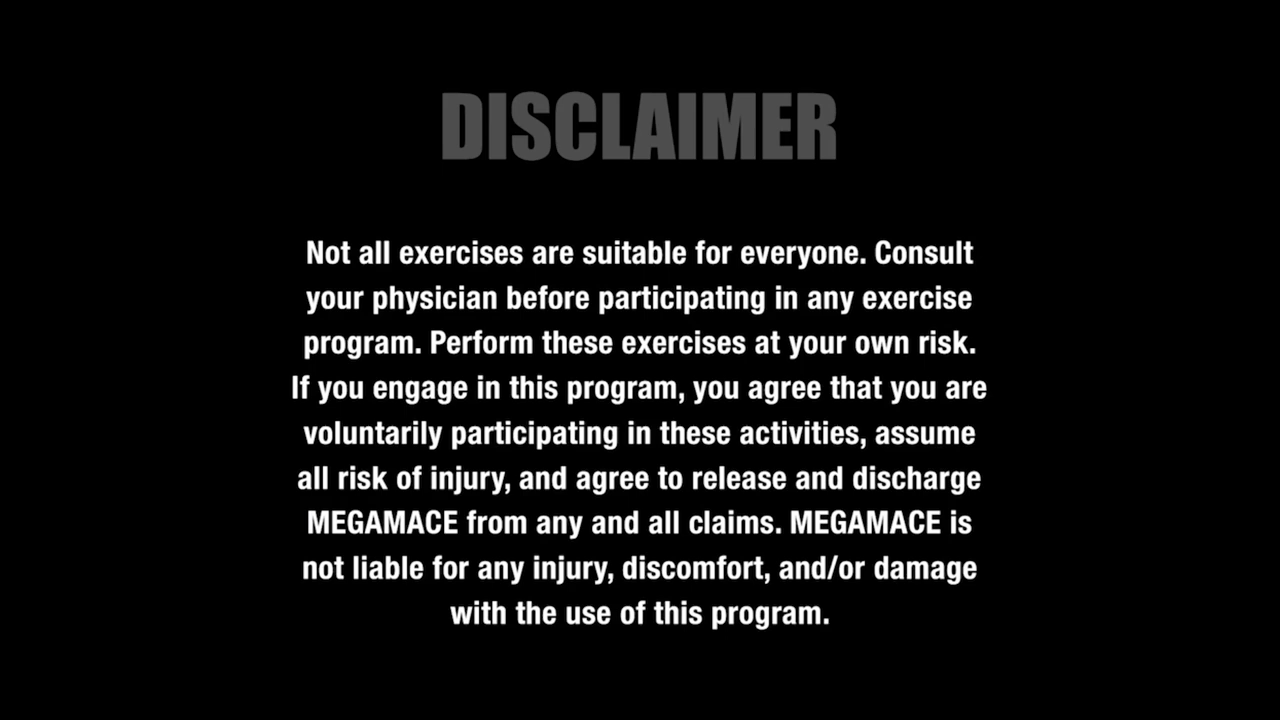 DISCLAIMER
Not all exercises are suitable for everyone. Consult
your physician before participating in any exercise
program. Perform these exercises at your own risk.
If you engage in this program, you agree that you are
voluntarily participating in these activities, assume
all risk of injury, and agree to release and discharge
MEGAMACE from any and all claims. MEGAMACE is
not liable for any injury, discomfort, and/or damage
with the use of this program.